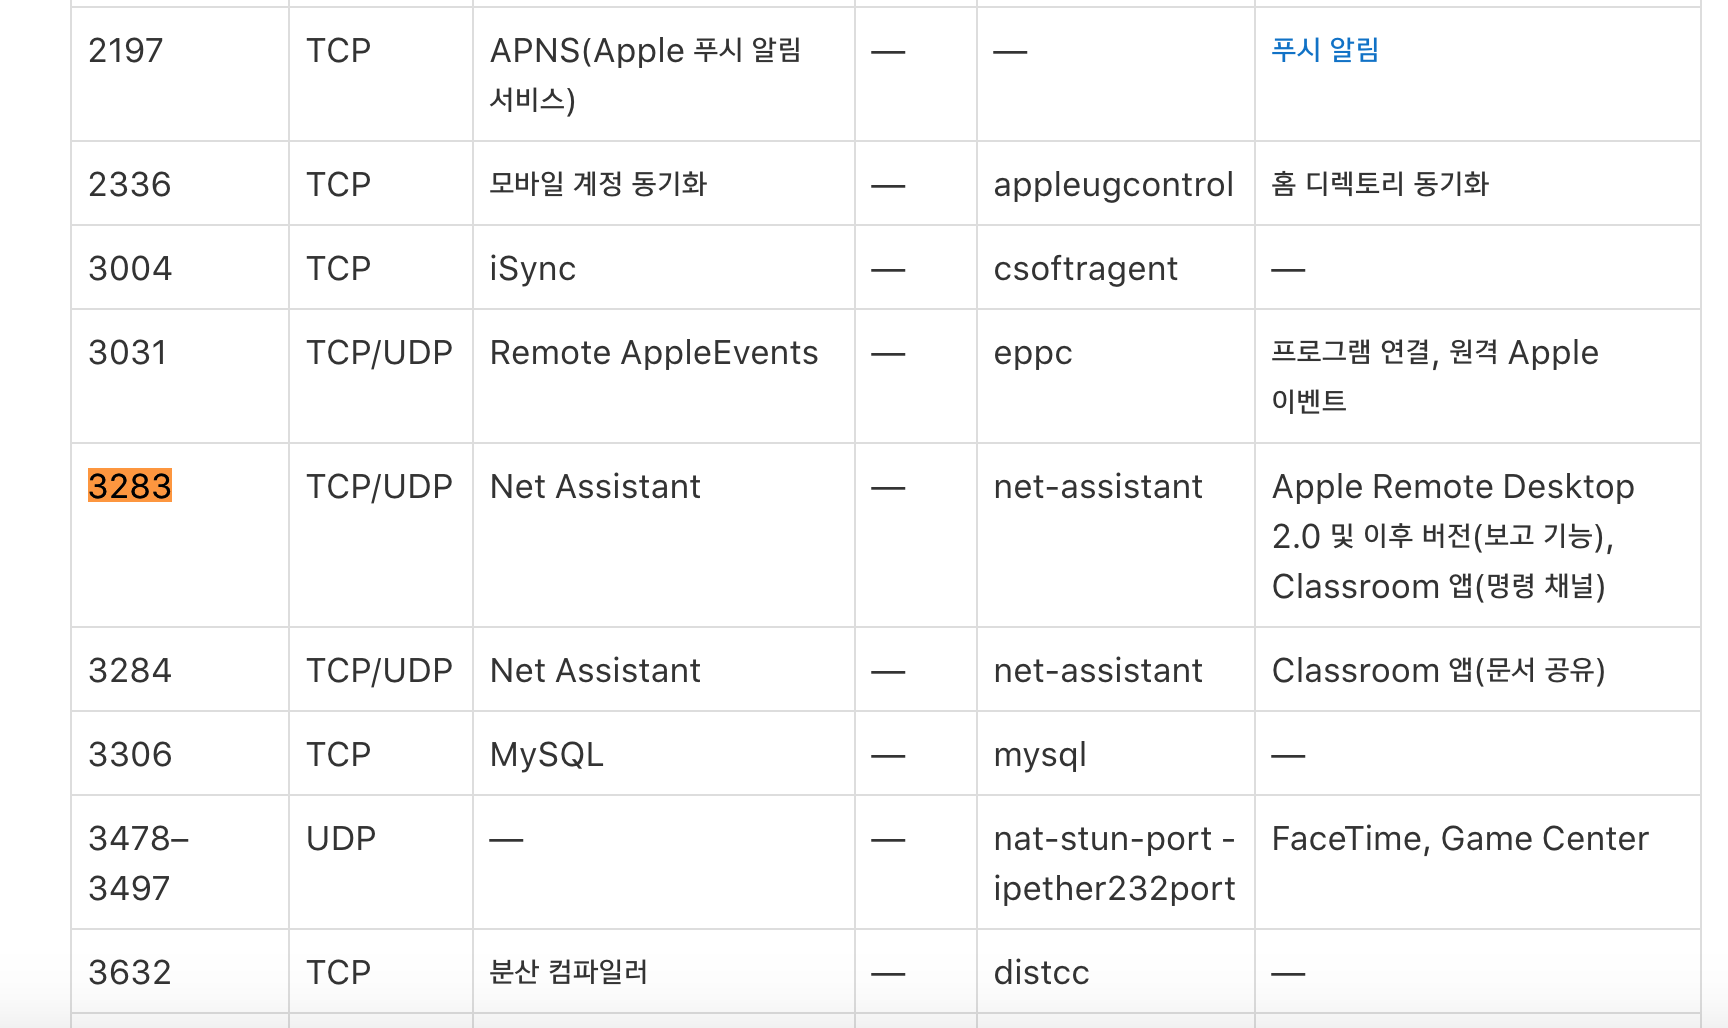 2197 TCP APNS(Apple 푸시 알림 — — 푸시 알림
서비스)
2336 TCP 모바일 계정 동기화 — appleugcontrol 홈 디렉토리 동기화
3004 TCP iSync — csoftragent —
3031 TCP/UDP Remote AppleEvents — eppc 프로그램 연결, 원격 Apple
이벤트
3283 TCP/UDP Net Assistant — net-assistant Apple Remote Desktop
2.0 및 이후 버전(보고 기능),
Classroom 앱(명령 채널)
3284 TCP/UDP Net Assistant — net-assistant Classroom 앱(문서 공유)
3306 TCP MySQL — mysql —
3478– UDP — — nat-stun-port - FaceTime, Game Center
3497 ipether232port
3632 TCP 분산 컴파일러 — distcc —